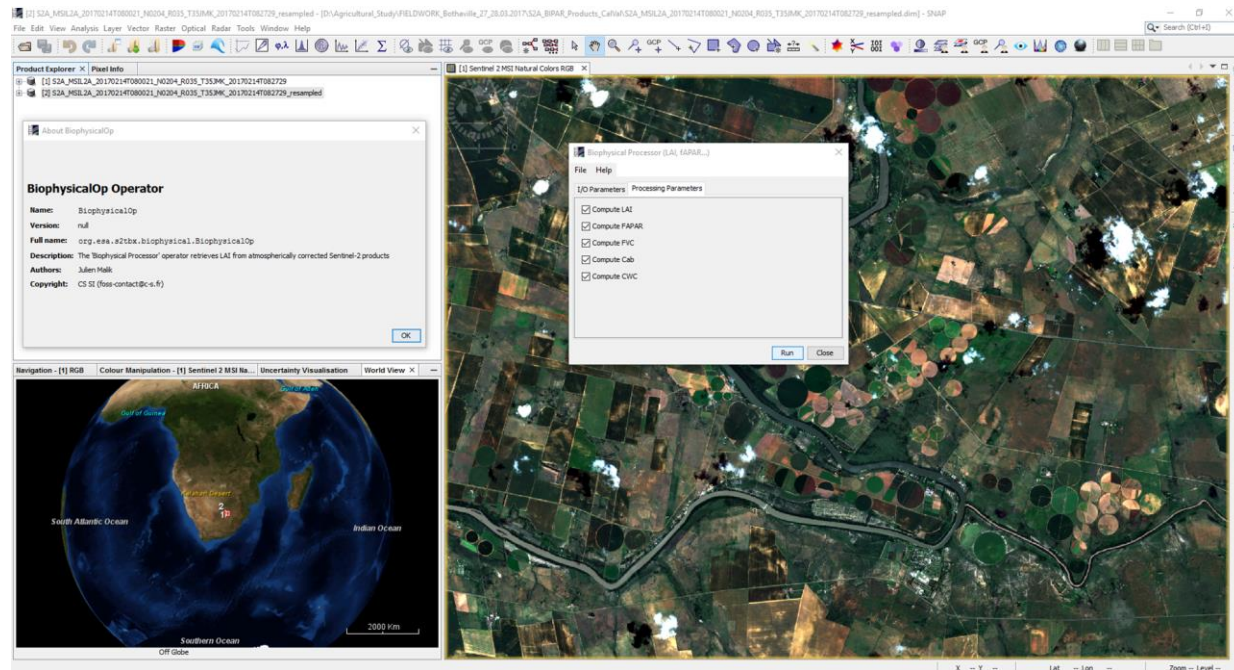 [2] S2A_MSIL2A_20170214T080021_N0204_R035_T35JMK_20170214T082729_resampled - [D:\Agricultural_Study\FIELDWORK_Bothaville_27_28.03.2017\S2A_BIPAR_Products_CalVal\S2A_MSIL2A_20170214T080021_N0204_R035_T35JMK_20170214T082729_resampled.dim] - SNAP
File Edit View Analysis Layer Vector Raster Optical Radar Tools Window Help
Search (Ctrl+I)
Product Explorer Pixel Info
[1] S2A_MSIL2A_20170214T080021_N0204_R035_T35JMK_20170214T082729
[2] S2A_MSIL2A_20170214T080021_N0204_R035_T35JMK_20170214T082729_resampled
About BiophysicalOp
BiophysicalOp Operator
Name: BiophysicalOp
Version: null
Full name: org.esa.s2tbx.biophysical.BiophysicalOp
Description: The 'Biophysical Processor' operator retrieves LAI from atmospherically corrected Sentinel-2 products
Authors: Julien Malik
Copyright: CS SI (foss-contact@c-s.fr)
OK
Navigation - [1] RGB Colour Manipulation - [1] Sentinel 2 MSI Na... Uncertainty Visualisation World View
AFRICA
Gulf of Guinea
Kalahari Desert
2
1
South Atlantic Ocean
Indian Ocean
2000 Km
Southern Ocean
Off Globe
[1] Sentinel 2 MSI Natural Colors RGB
Biophysical Processor (LAI, fAPAR...)
File Help
I/O Parameters Processing Parameters
Compute LAI
Compute FAPAR
Compute FVC
Compute Cab
Compute CWC
Run Close
X -- Y -- Lat -- Lon -- Zoom -- Level --